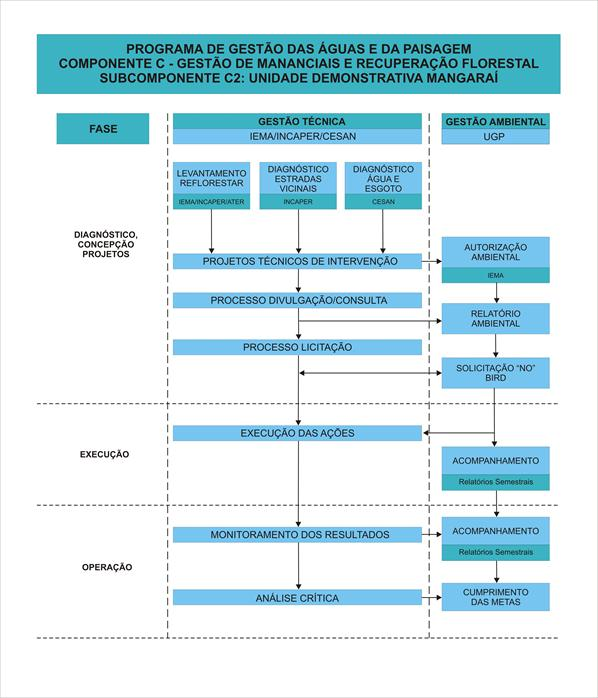 PROGRAMA DE GESTÃO DAS ÁGUAS E DA PAISAGEM
COMPONENTE C - GESTÃO DE MANANCIAIS E RECUPERAÇÃO FLORESTAL
SUBCOMPONENTE C2: UNIDADE DEMONSTRATIVA MANGARAÍ
FASE
GESTÃO TÉCNICA
IEMA/INCAPER/CESAN
GESTÃO AMBIENTAL
UGP
DIAGNÓSTICO,
CONCEPÇÃO
PROJETOS
LEVANTAMENTO
REFLORESTAR
IEMA/INCAPER/ATER
DIAGNÓSTICO
ESTRADAS
VICINAIS
INCAPER
DIAGNÓSTICO
ÁGUA E
ESGOTO
CESAN
PROJETOS TÉCNICOS DE INTERVENÇÃO
AUTORIZAÇÃO
AMBIENTAL
IEMA
PROCESSO DIVULGAÇÃO/CONSULTA
RELATÓRIO
AMBIENTAL
PROCESSO LICITAÇÃO
SOLICITAÇÃO “NO”
BIRD
EXECUÇÃO
EXECUÇÃO DAS AÇÕES
ACOMPANHAMENTO
Relatórios Semestrais
OPERAÇÃO
MONITORAMENTO DOS RESULTADOS
ACOMPANHAMENTO
Relatórios Semestrais
ANÁLISE CRÍTICA
CUMPRIMENTO
DAS METAS